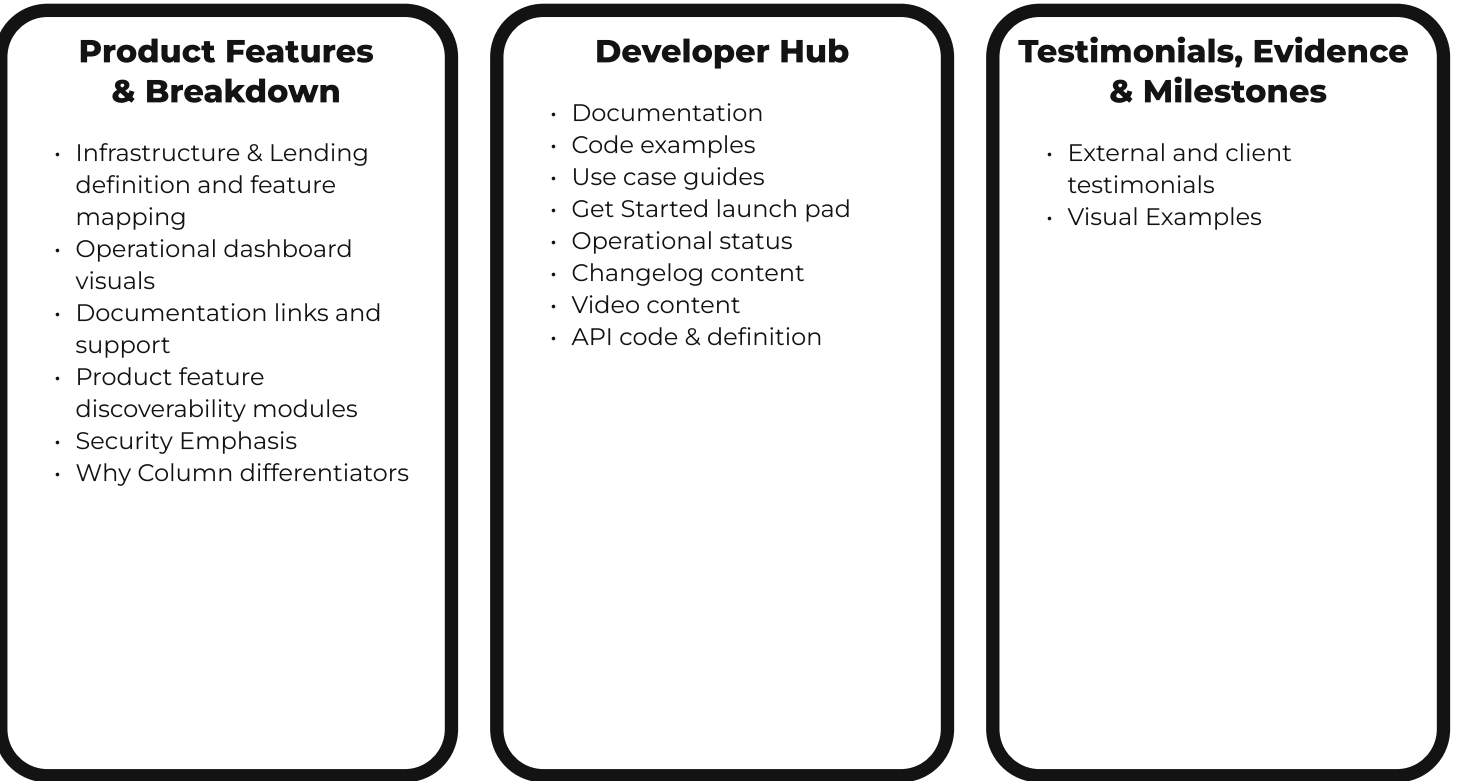 Product Features
& Breakdown
• Infrastructure & Lending
definition and feature
mapping
• Operational dashboard
visuals
• Documentation links and
support
• Product feature
discoverability modules
• Security Emphasis
• Why Column differentiators
Developer Hub
• Documentation
• Code examples
• Use case guides
• Get Started launch pad
• Operational status
• Changelog content
• Video content
• API code & definition
Testimonials, Evidence
& Milestones
• External and client
testimonials
• Visual Examples